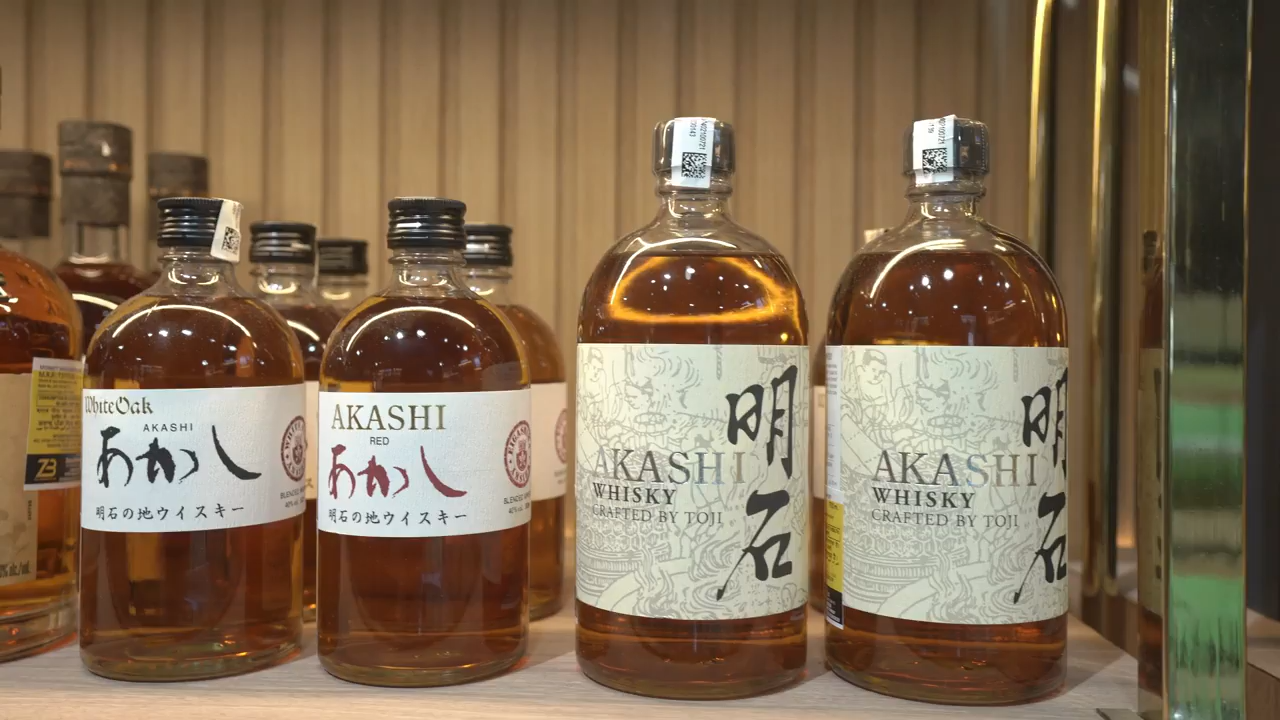 WhiteOak
AKASHI
あかし
明石の地ウイスキー
AKASHI
RED
あかし
明石の地ウイスキー
AKASHI
WHISKY
CRAFTED BY TOJI
明石
AKASHI
WHISKY
CRAFTED BY TOJI
明石
ZB